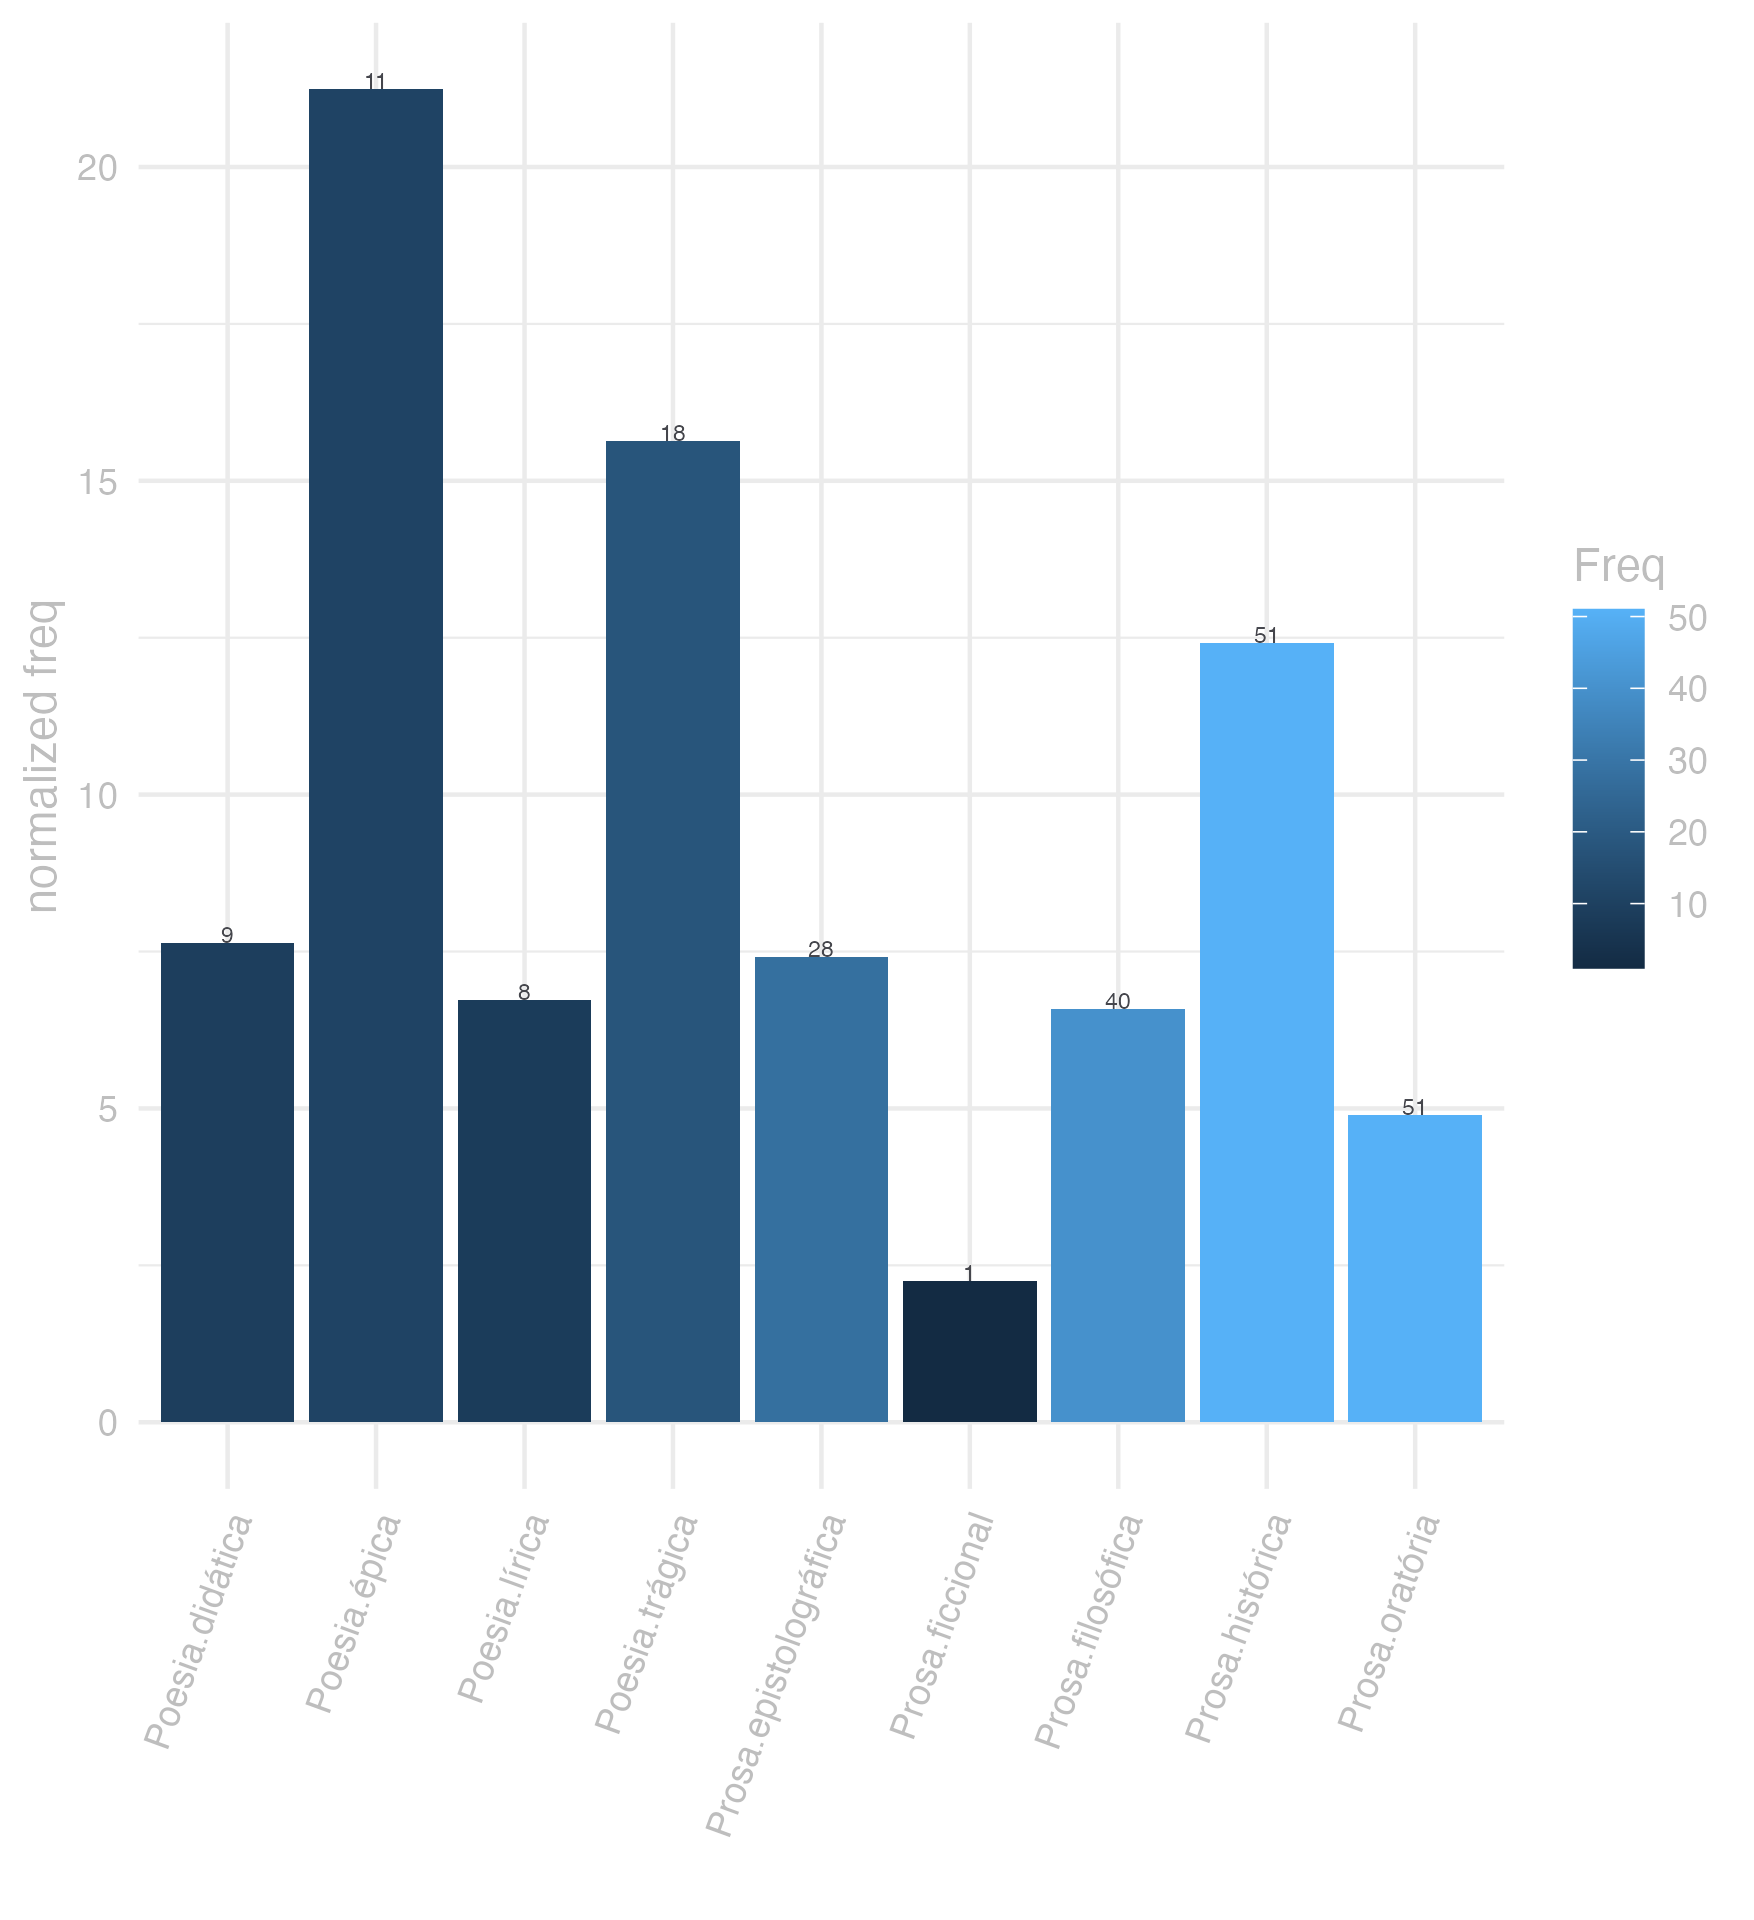 normalized freq
20
15
10
5
0
11
18
51
9
28
8
40
51
1
Poesia.didática
Poesia.épica
Poesia.lírica
Poesia.trágica
Prosa.epistolográfica
Prosa.ficcional
Prosa.filosófica
Prosa.histórica
Prosa.oratória
Freq
50
40
30
20
10